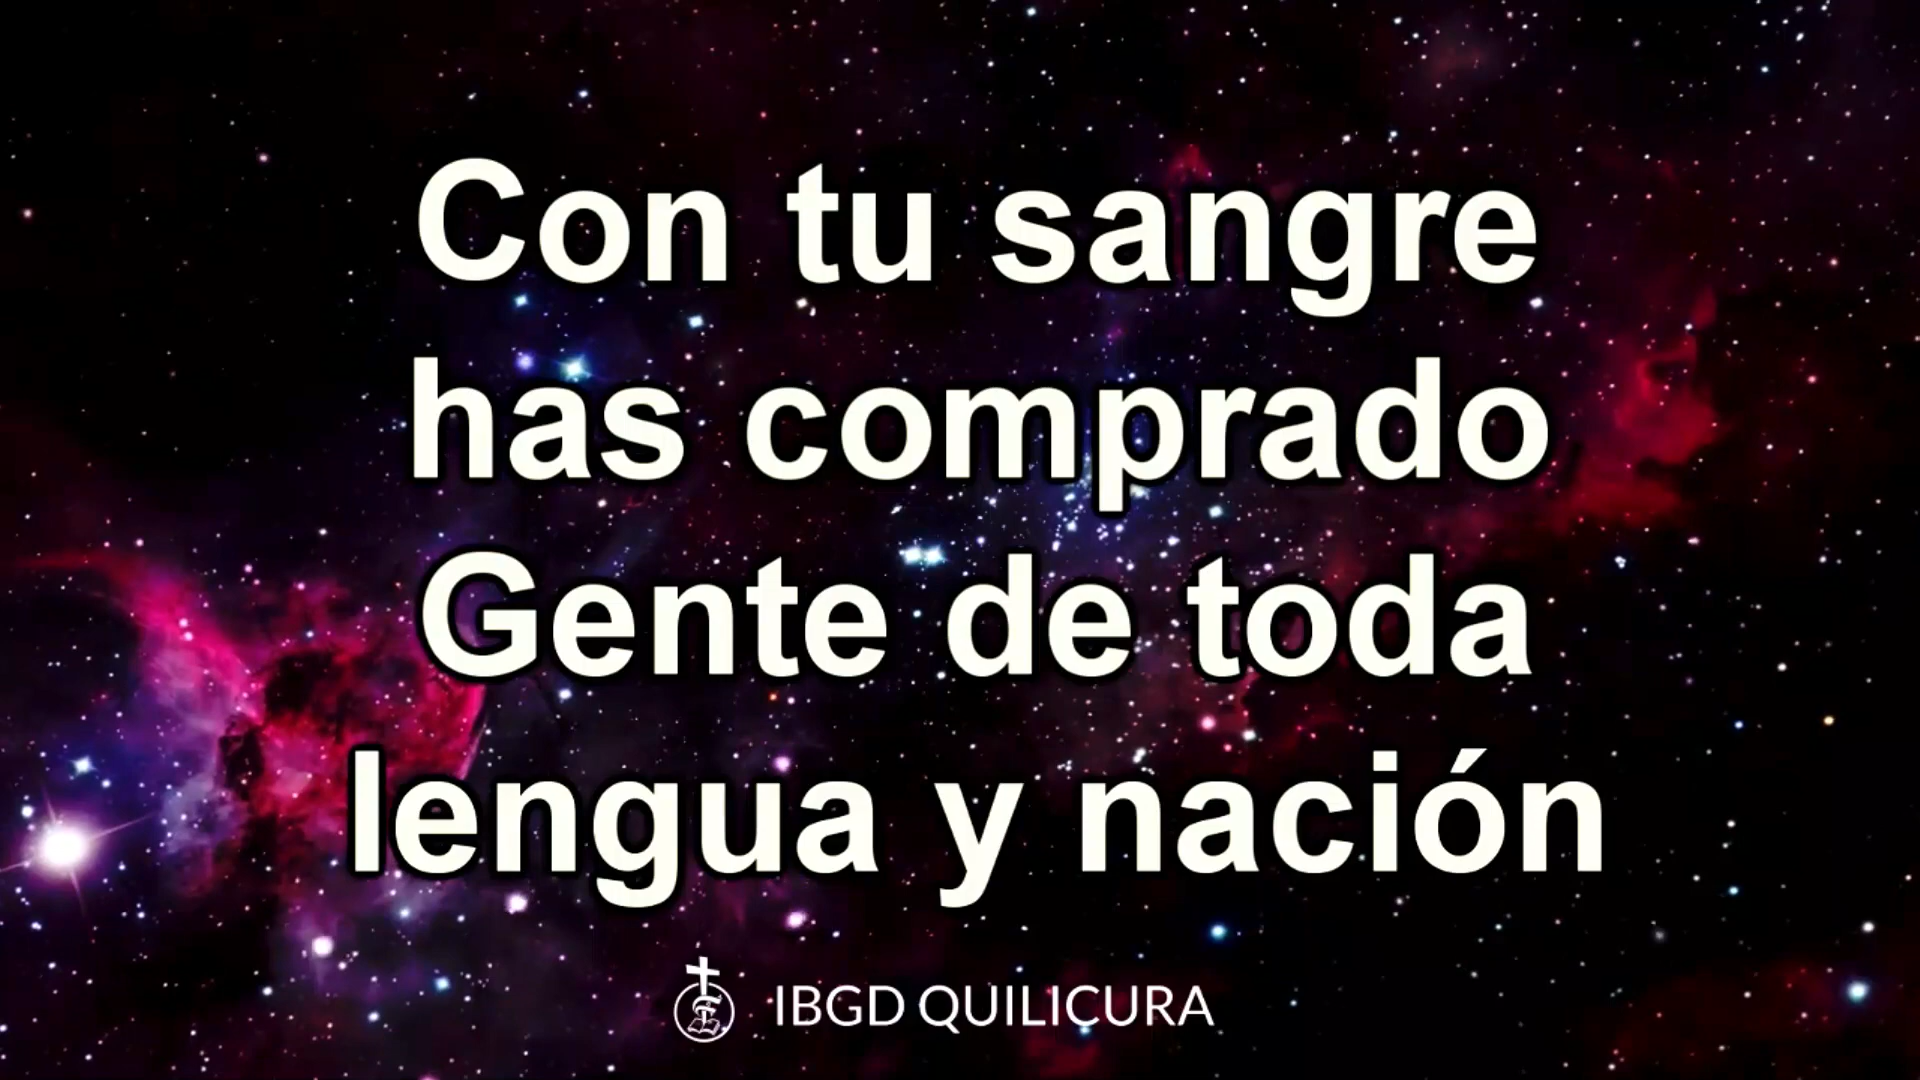 Con tu sangre
has comprado
Gente de toda
lengua y nación
IBGD QUILICURA